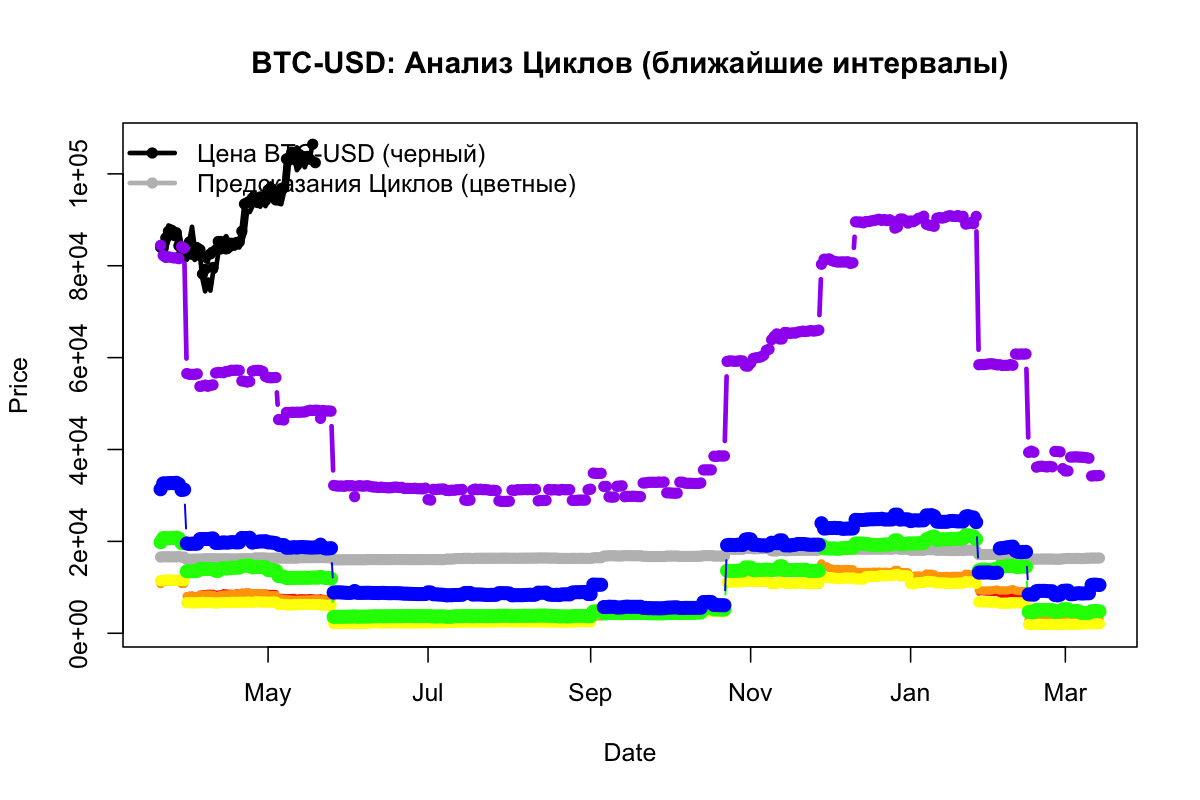 BTC-USD: Анализ Циклов (ближайшие интервалы)
Цена BTC-USD (черный)
Предсказания Циклов (цветные)
1e+05
8e+04
6e+04
4e+04
2e+04
0e+00
Price
May Jul Sep Nov Jan Mar
Date